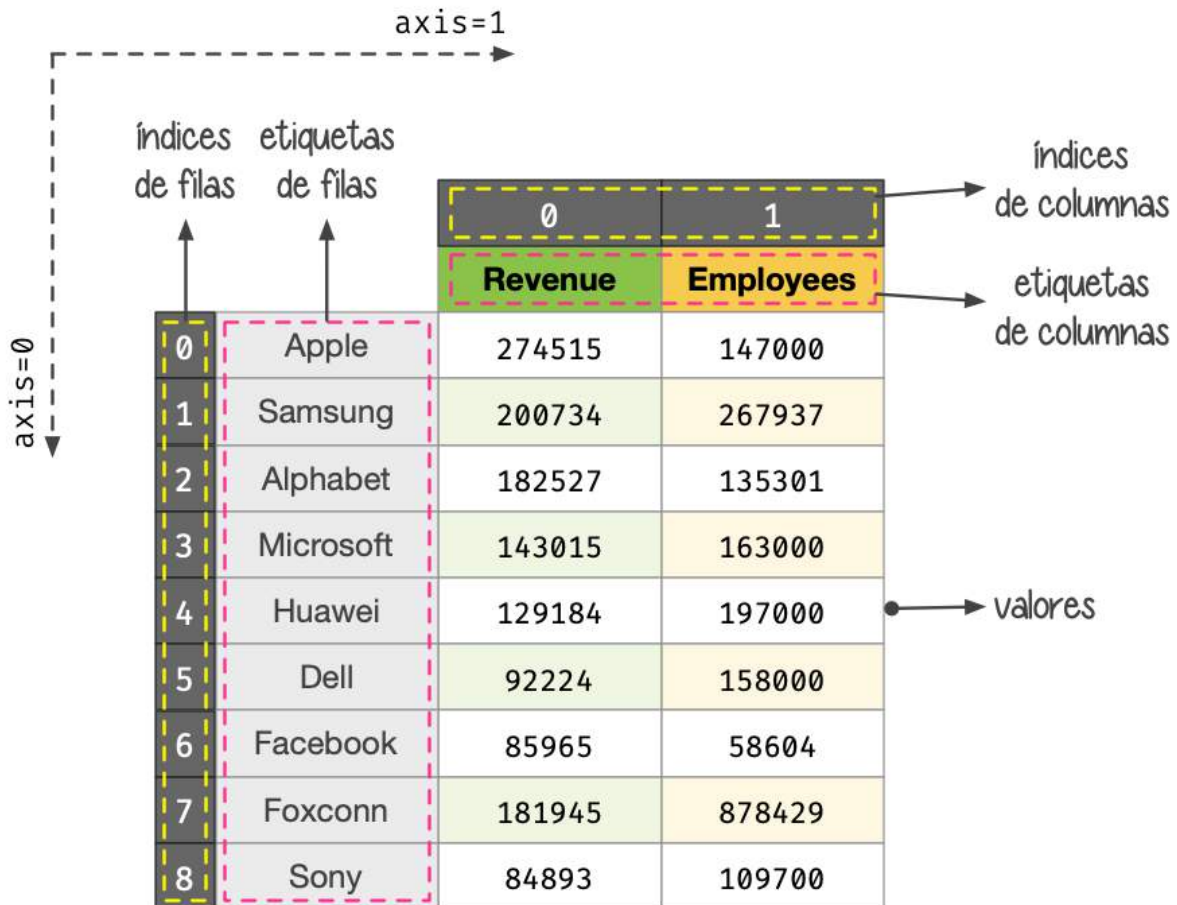 axis=1
axis=0
índices
de filas
etiquetas
de filas
índices
de columnas
0 1
Revenue Employees
etiquetas
de columnas
0 Apple 274515 147000
1 Samsung 200734 267937
2 Alphabet 182527 135301
3 Microsoft 143015 163000
4 Huawei 129184 197000
valores
5 Dell 92224 158000
6 Facebook 85965 58604
7 Foxconn 181945 878429
8 Sony 84893 109700